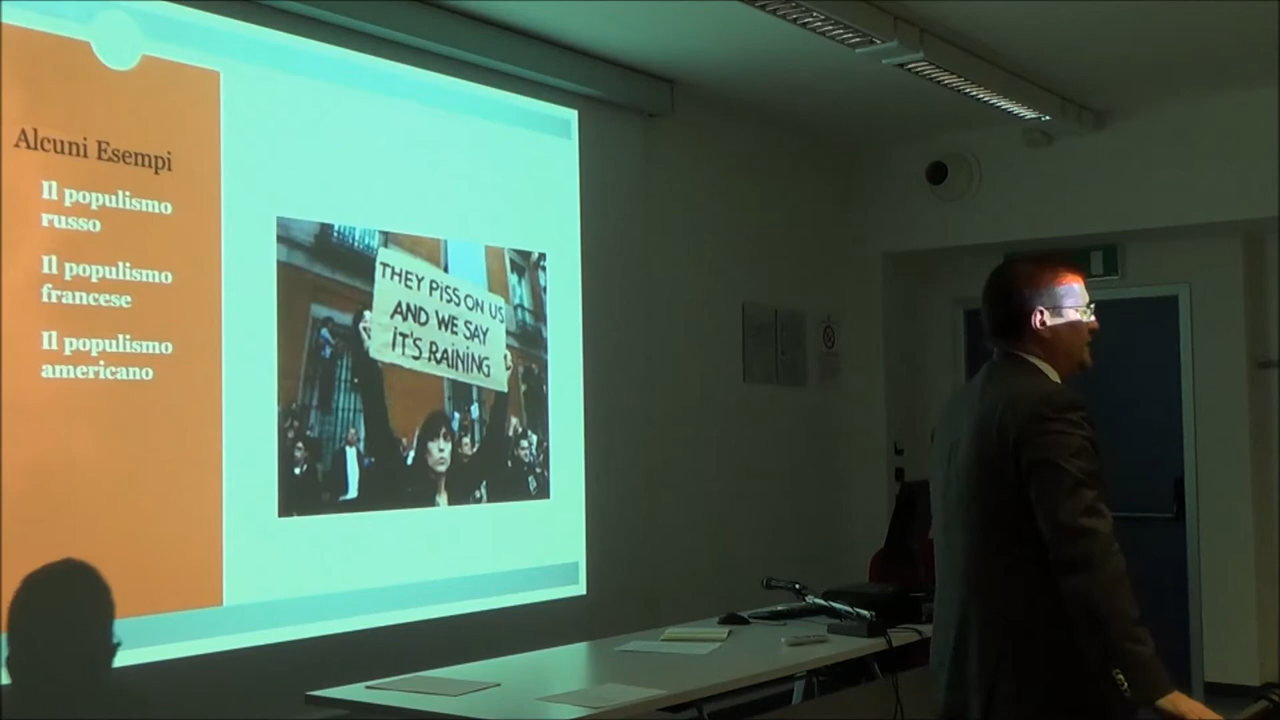 Alcuni Esempi
Il populismo
russo
Il populismo
francese
Il populismo
americano
THEY PISS ON US
AND WE SAY
IT'S RAINING